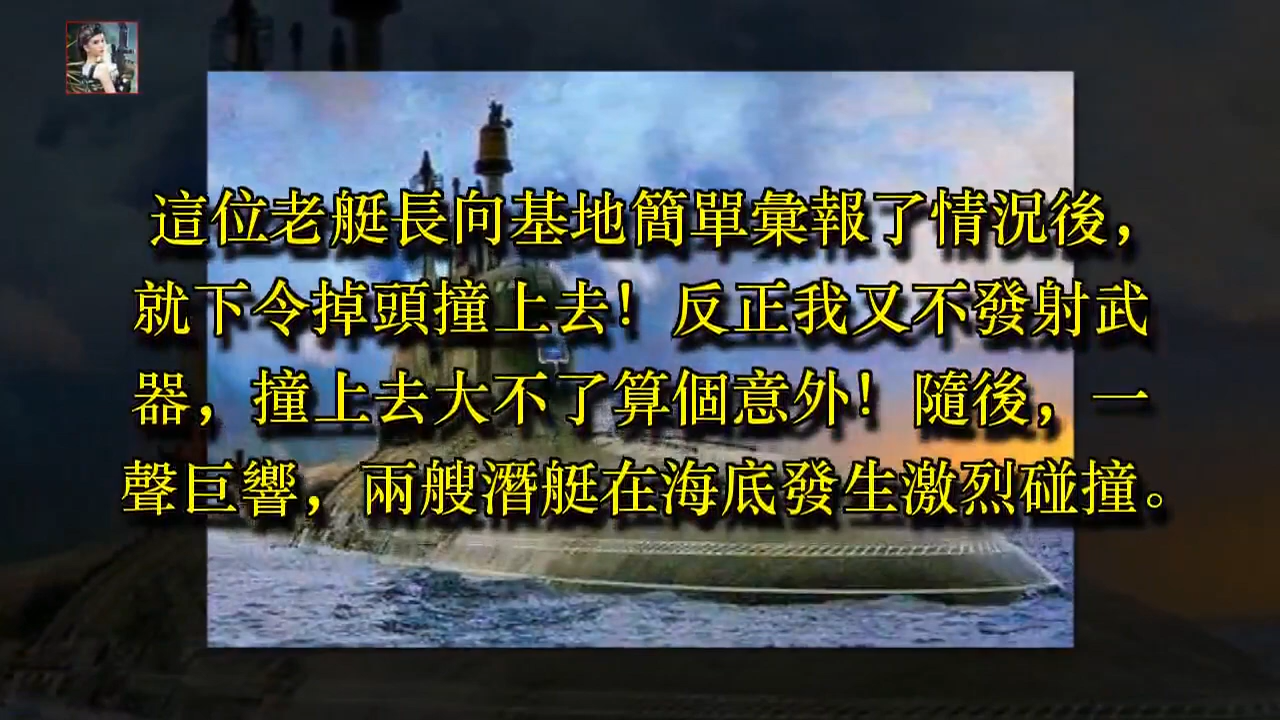 這位老艇長向基地簡單彙報了情況後，
就下令掉頭撞上去！反正我又不發射武
器，撞上去大不了算個意外！隨後，一
聲巨響，兩艘潛艇在海底發生激烈碰撞。